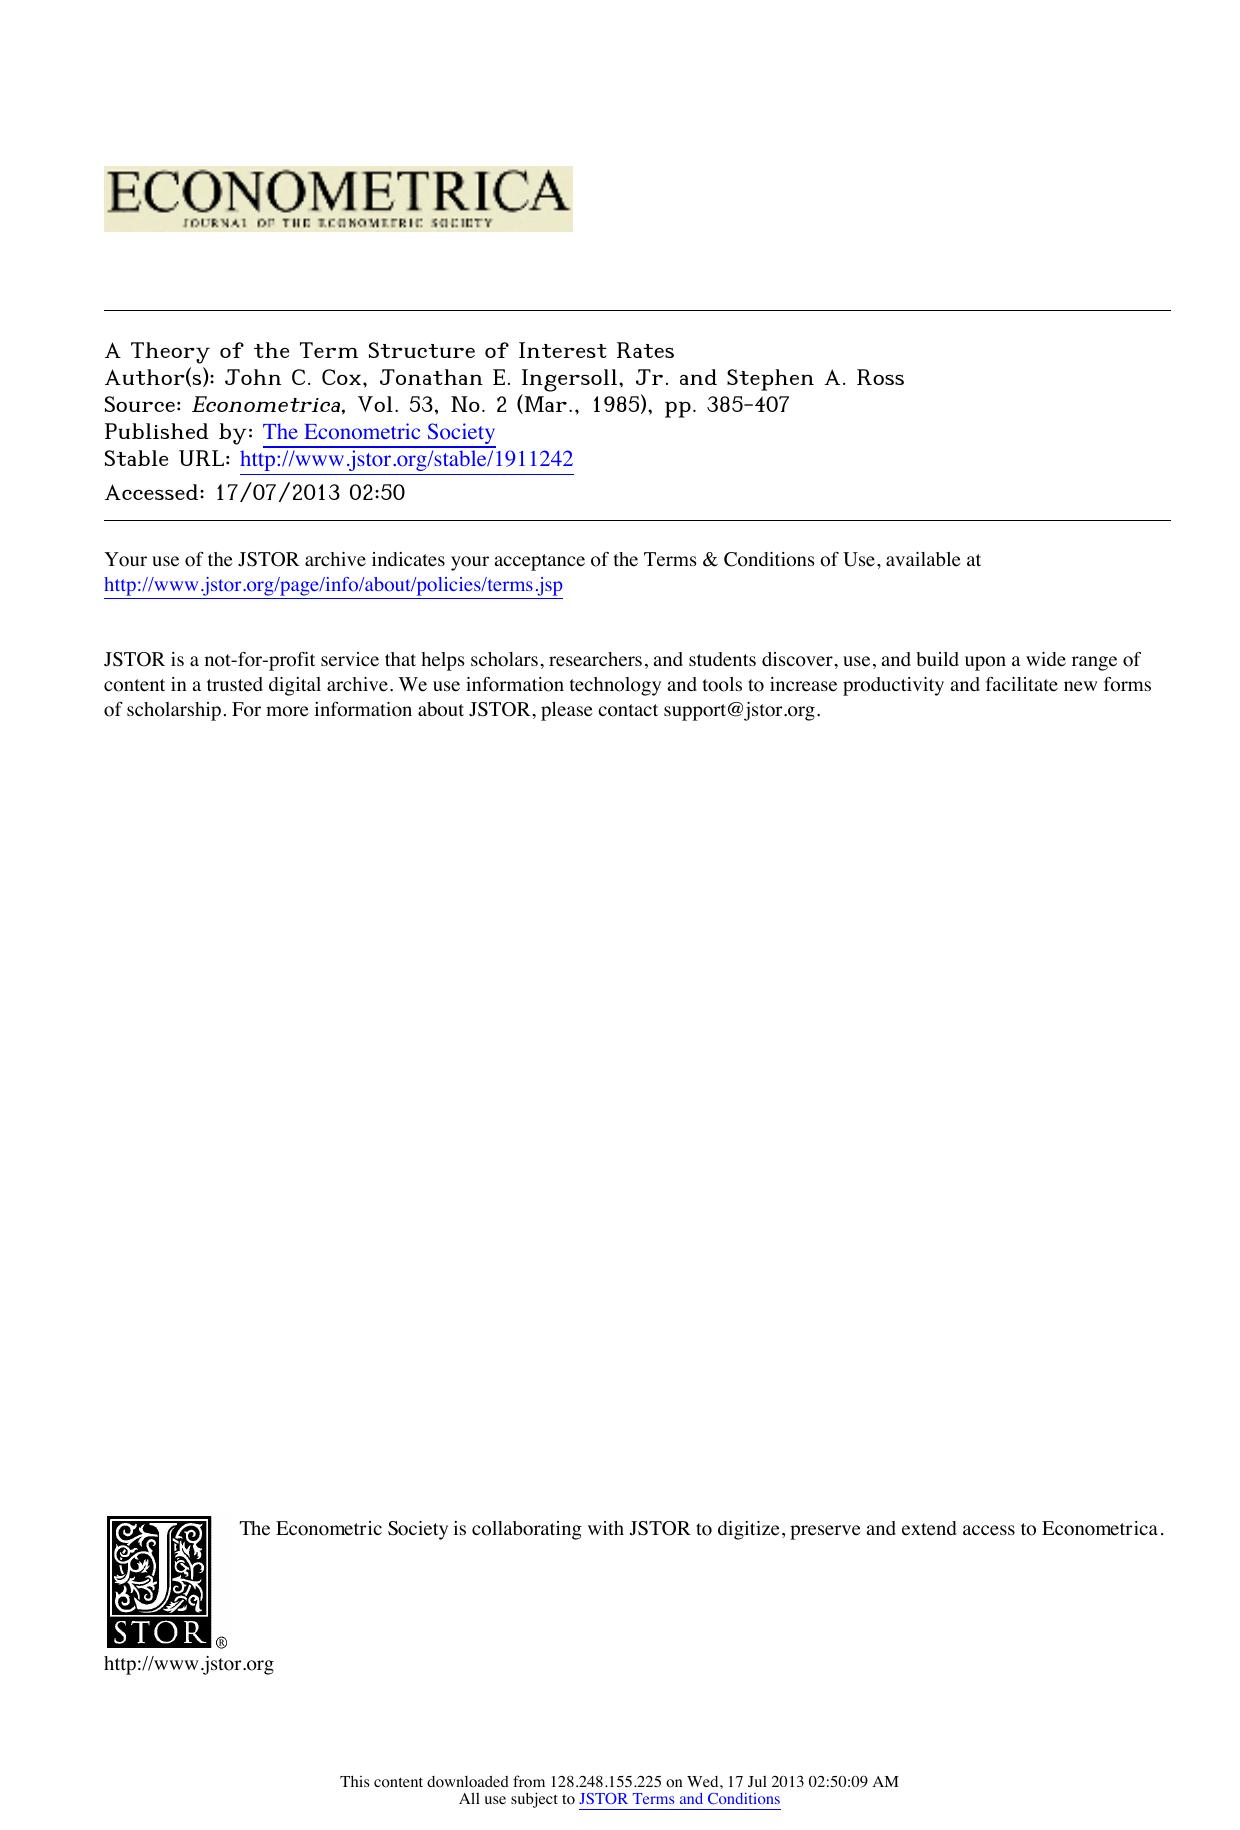 ECONOMETRICA
JOURNAL OF THE ECONOMETRIC SOCIETY
A Theory of the Term Structure of Interest Rates
Author(s): John C. Cox, Jonathan E. Ingersoll, Jr. and Stephen A. Ross
Source: Econometrica, Vol. 53, No. 2 (Mar., 1985), pp. 385-407
Published by: The Econometric Society
Stable URL: http://www.jstor.org/stable/1911242
Accessed: 17/07/2013 02:50
Your use of the JSTOR archive indicates your acceptance of the Terms & Conditions of Use, available at
http://www.jstor.org/page/info/about/policies/terms.jsp
JSTOR is a not-for-profit service that helps scholars, researchers, and students discover, use, and build upon a wide range of
content in a trusted digital archive. We use information technology and tools to increase productivity and facilitate new forms
of scholarship. For more information about JSTOR, please contact support@jstor.org.
The Econometric Society is collaborating with JSTOR to digitize, preserve and extend access to Econometrica.
J
STOR ®
http://www.jstor.org
This content downloaded from 128.248.155.225 on Wed, 17 Jul 2013 02:50:09 AM
All use subject to JSTOR Terms and Conditions